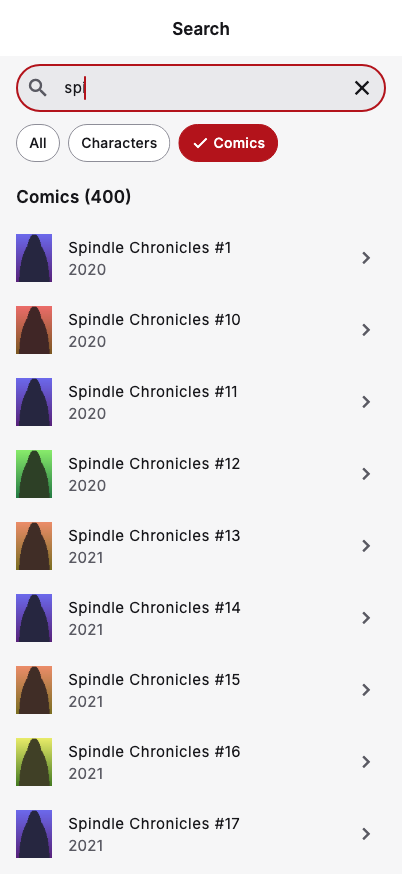 Search
spi
All
Characters
Comics
Comics (400)
Spindle Chronicles #1
2020
Spindle Chronicles #10
2020
Spindle Chronicles #11
2020
Spindle Chronicles #12
2020
Spindle Chronicles #13
2021
Spindle Chronicles #14
2021
Spindle Chronicles #15
2021
Spindle Chronicles #16
2021
Spindle Chronicles #17
2021